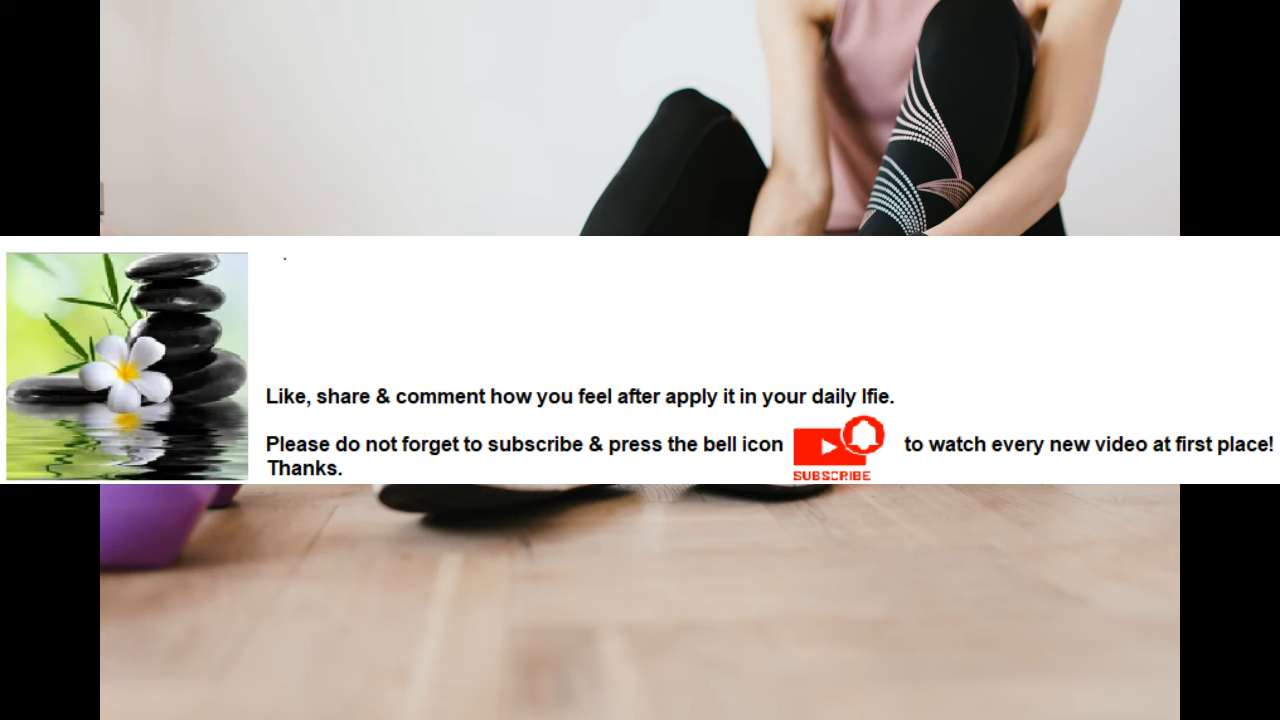 .
Like, share & comment how you feel after apply it in your daily lfie.
Please do not forget to subscribe & press the bell icon to watch every new video at first place!
SUBSCRIBE
Thanks.